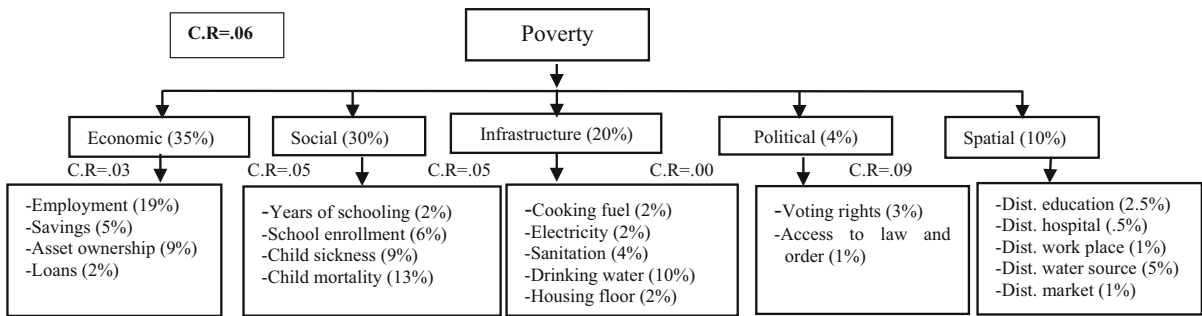 C.R=.06
Poverty
Economic (35%)
Social (30%)
Infrastructure (20%)
Political (4%)
Spatial (10%)
C.R=.03
C.R=.05
C.R=.05
C.R=.00
C.R=.09
-Employment (19%)
-Savings (5%)
-Asset ownership (9%)
-Loans (2%)
-Years of schooling (2%)
-School enrollment (6%)
-Child sickness (9%)
-Child mortality (13%)
-Cooking fuel (2%)
-Electricity (2%)
-Sanitation (4%)
-Drinking water (10%)
-Housing floor (2%)
-Voting rights (3%)
-Access to law and
order (1%)
-Dist. education (2.5%)
-Dist. hospital (.5%)
-Dist. work place (1%)
-Dist. water source (5%)
-Dist. market (1%)